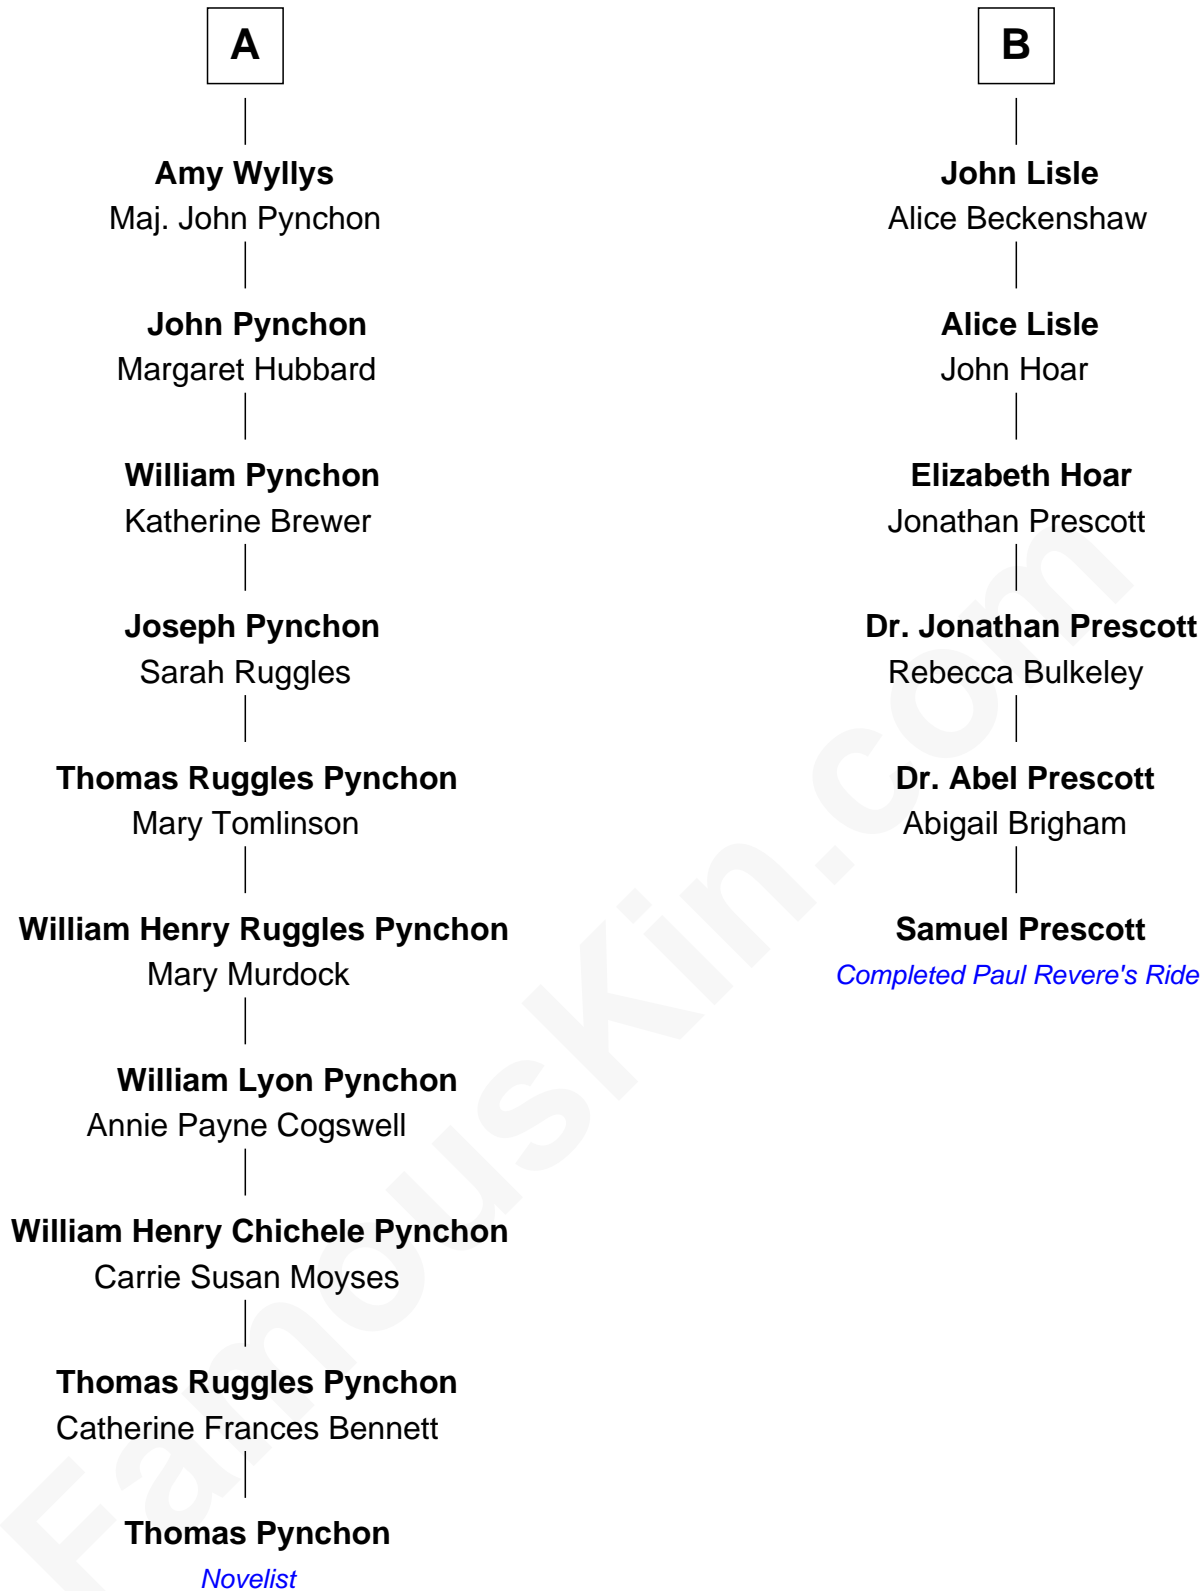 A
Amy Wyllys
Maj. John Pynchon
John Pynchon
Margaret Hubbard
William Pynchon
Katherine Brewer
Joseph Pynchon
Sarah Ruggles
Thomas Ruggles Pynchon
Mary Tomlinson
William Henry Ruggles Pynchon
Mary Murdock
William Lyon Pynchon
Annie Payne Cogswell
William Henry Chichele Pynchon
Carrie Susan Moyses
Thomas Ruggles Pynchon
Catherine Frances Bennett
Thomas Pynchon
Novelist
B
John Lisle
Alice Beckenshaw
Alice Lisle
John Hoar
Elizabeth Hoar
Jonathan Prescott
Dr. Jonathan Prescott
Rebecca Bulkeley
Dr. Abel Prescott
Abigail Brigham
Samuel Prescott
Completed Paul Revere's Ride
FamousKin.com